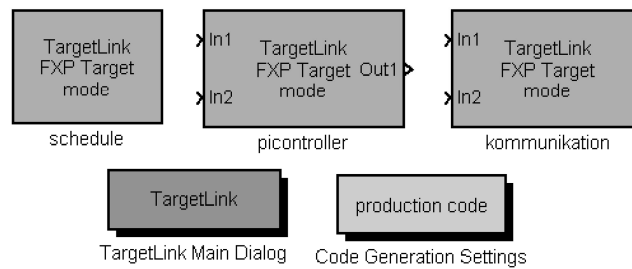 TargetLink
FXP Target
mode
schedule
In1
In2
TargetLink
FXP Target
mode
Out1
picontroller
In1
In2
TargetLink
FXP Target
mode
kommunikation
TargetLink
TargetLink Main Dialog
production code
Code Generation Settings